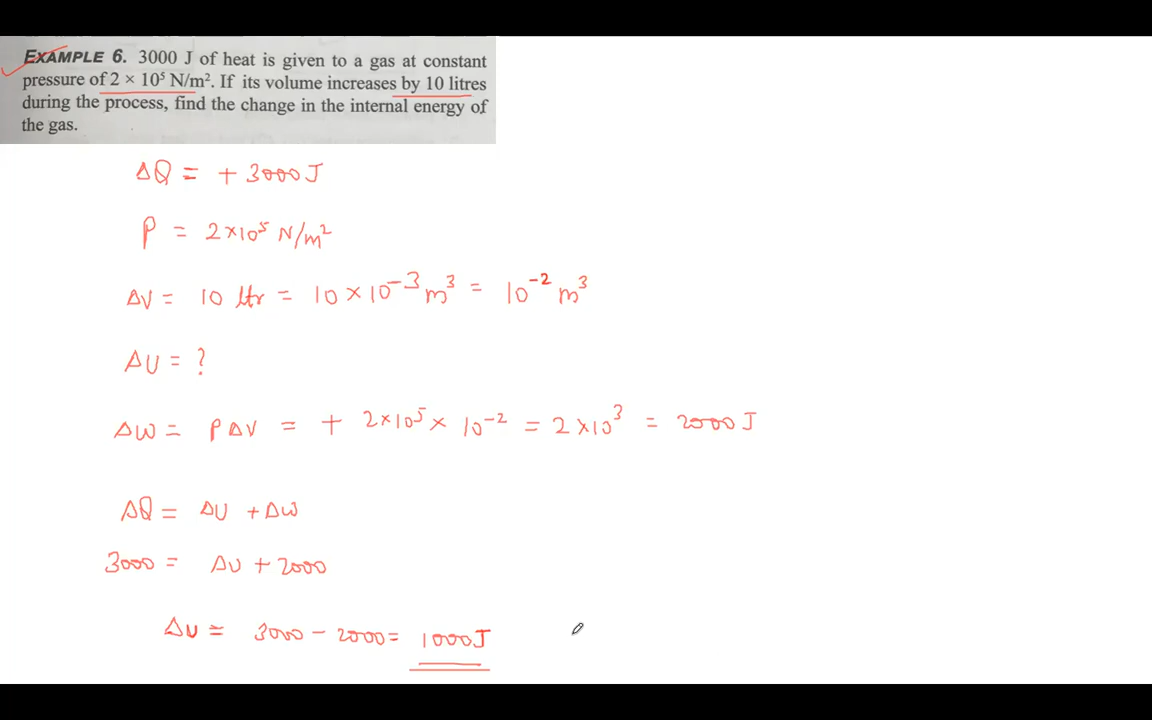 EXAMPLE 6. 3000 J of heat is given to a gas at constant
pressure of 2 × 10⁵ N/m². If its volume increases by 10 litres
during the process, find the change in the internal energy of
the gas.
ΔQ = + 3000 J
P = 2×10⁵ N/m²
ΔV = 10 ltr = 10 × 10⁻³ m³ = 10⁻² m³
ΔU = ?
ΔW = PΔV = + 2×10⁵ × 10⁻² = 2×10³ = 2000 J
ΔQ = ΔU + ΔW
3000 = ΔU + 2000
ΔU = 3000 - 2000 = 1000J